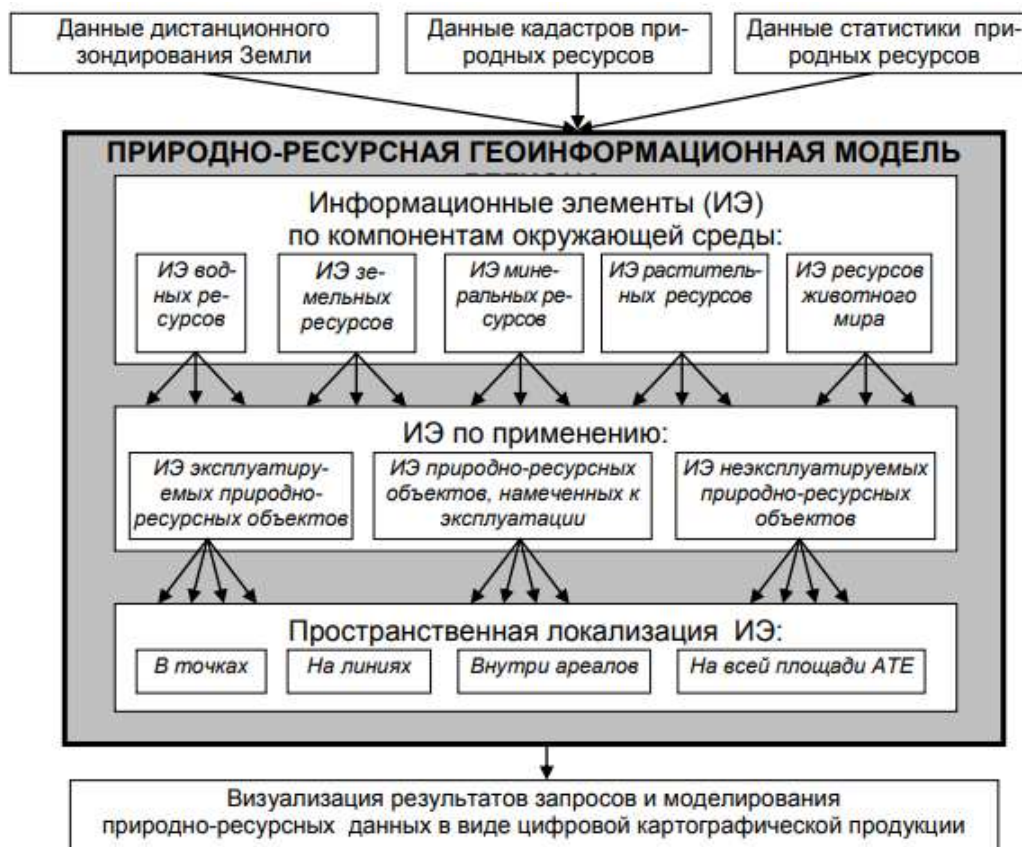 Данные дистанционного
зондирования Земли
Данные кадастров при-
родных ресурсов
Данные статистики при-
родных ресурсов
ПРИРОДНО-РЕСУРСНАЯ ГЕОИНФОРМАЦИОННАЯ МОДЕЛЬ
Информационные элементы (ИЭ)
по компонентам окружающей среды:
ИЭ вод-
ных ре-
сурсов
ИЭ зе-
мельных
ресурсов
ИЭ мине-
ральных ре-
сурсов
ИЭ раститель-
ных ресурсов
ИЭ ресурсов
животного
мира
ИЭ по применению:
ИЭ эксплуатиру-
емых природно-
ресурсных объектов
ИЭ природно-ресурсных
объектов, намеченных к
эксплуатации
ИЭ неэксплуатируемых
природно-ресурсных
объектов
Пространственная локализация ИЭ:
В точках
На линиях
Внутри ареалов
На всей площади АТЕ
Визуализация результатов запросов и моделирования
природно-ресурсных данных в виде цифровой картографической продукции